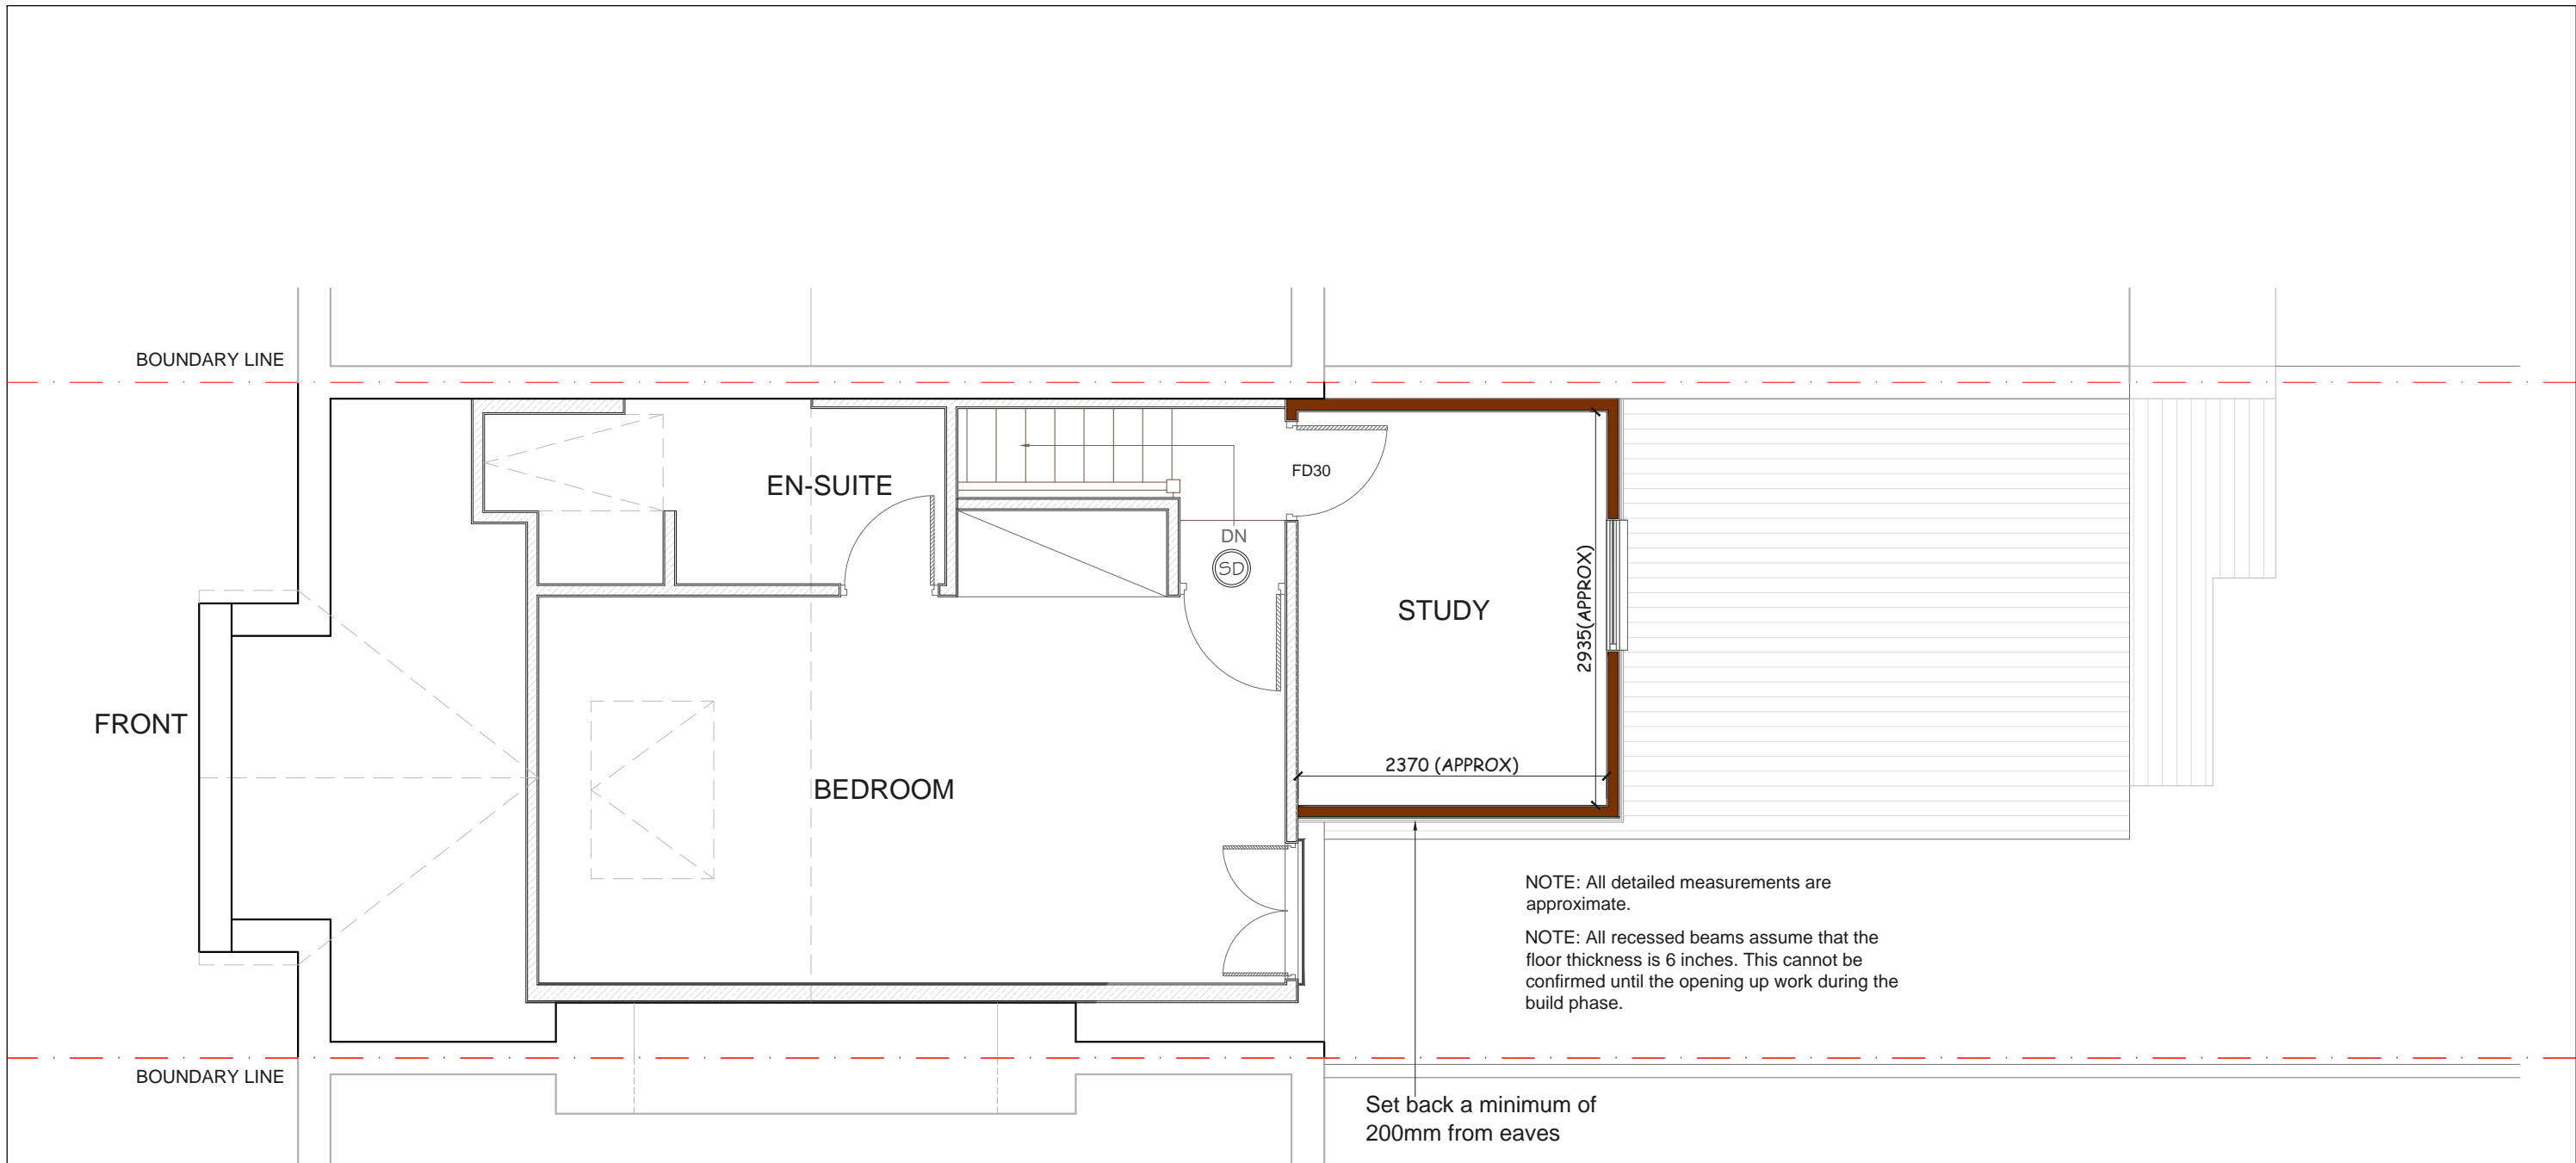 BOUNDARY LINE
EN-SUITE
FD30
DN
SD
STUDY
2935(APPROX)
FRONT
2370 (APPROX)
BEDROOM
NOTE: All detailed measurements are
approximate.
NOTE: All recessed beams assume that the
floor thickness is 6 inches. This cannot be
confirmed until the opening up work during the
build phase.
BOUNDARY LINE
Set back a minimum of
200mm from eaves